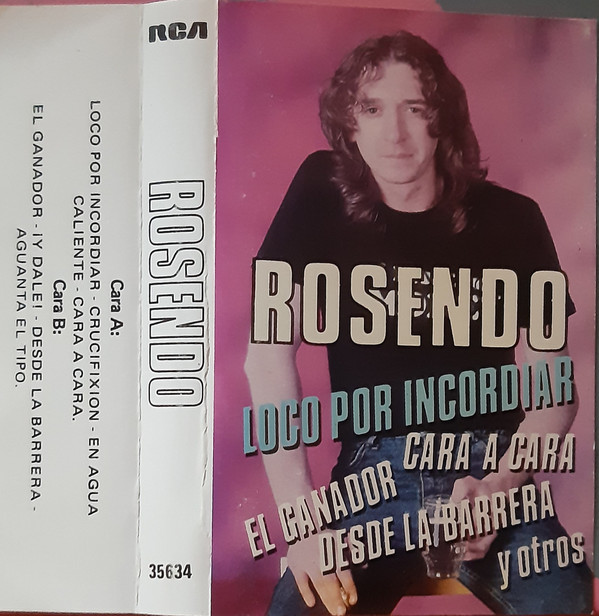 Cara A:
LOCO POR INCORDIAR - CRUCIFIXION - EN AGUA
CALIENTE - CARA A CARA.
Cara B:
EL GANADOR - ¡Y DALE! - DESDE LA BARRERA -
AGUANTA EL TIPO.
RCA
ROSENDO
35634
ROSENDO
LOCO POR INCORDIAR
CARA A CARA
EL GANADOR
DESDE LA BARRERA
y otros